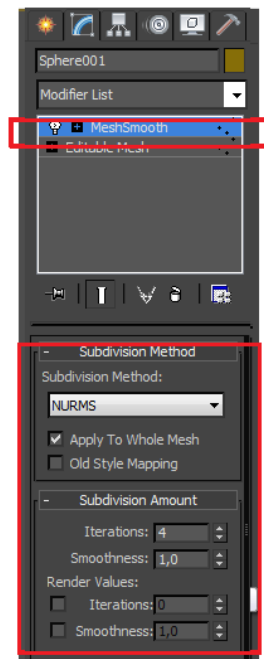 Sphere001
Modifier List
+ MeshSmooth
+ Editable Mesh
- Subdivision Method
Subdivision Method:
NURMS
Apply To Whole Mesh
Old Style Mapping
- Subdivision Amount
Iterations: 4
Smoothness: 1,0
Render Values:
Iterations: 0
Smoothness: 1,0